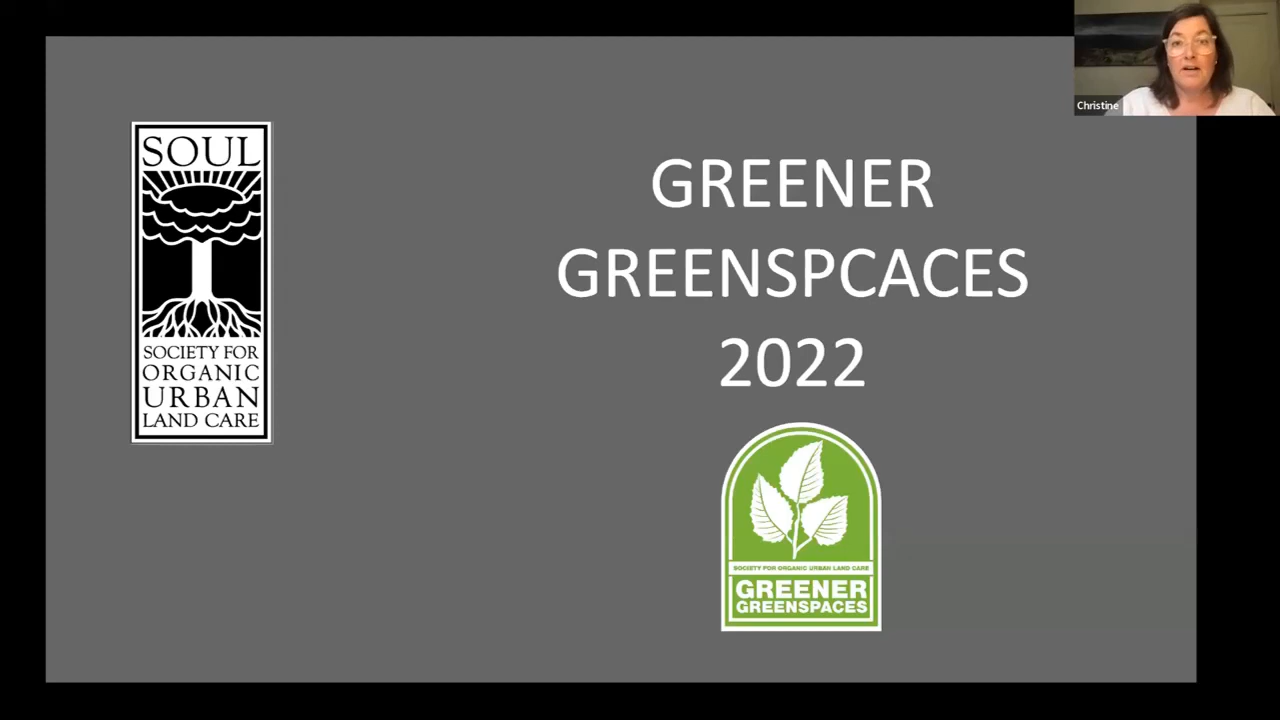 Christine
SOUL
SOCIETY FOR
ORGANIC
URBAN
LAND CARE
GREENER
GREENSPCACES
2022
SOCIETY FOR ORGANIC URBAN LAND CARE
GREENER
GREENSPACES